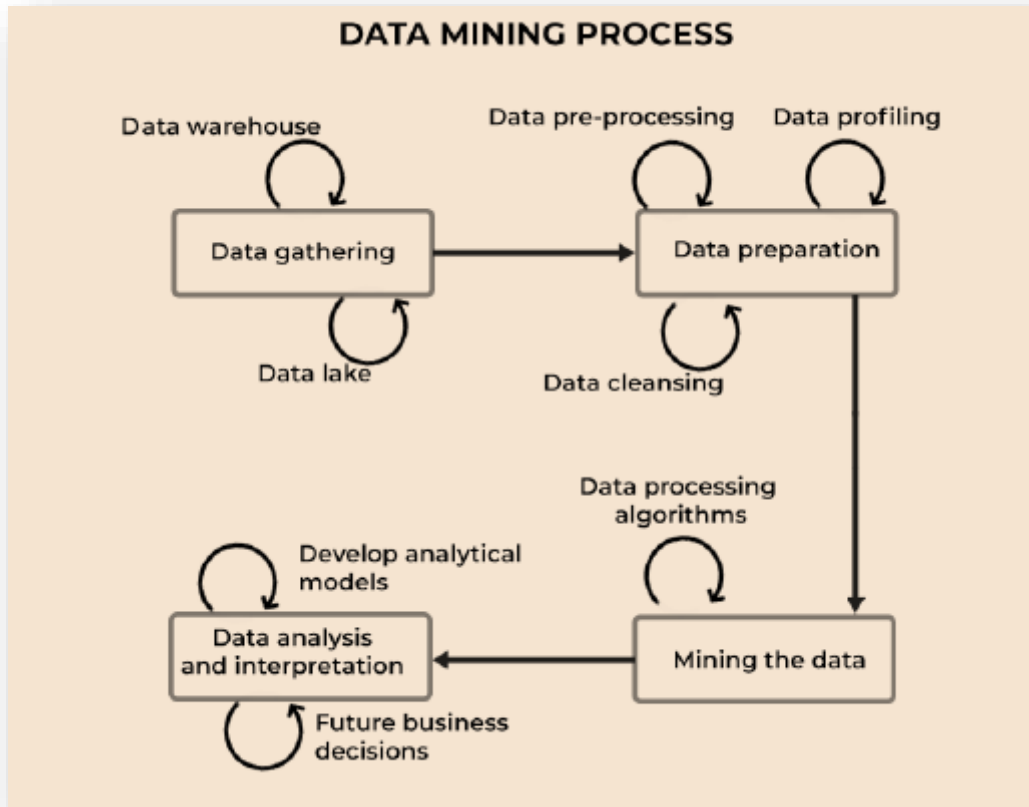 DATA MINING PROCESS
Data warehouse
Data pre-processing
Data profiling
Data gathering
Data preparation
Data lake
Data cleansing
Data processing
algorithms
Develop analytical
models
Data analysis
and interpretation
Mining the data
Future business
decisions